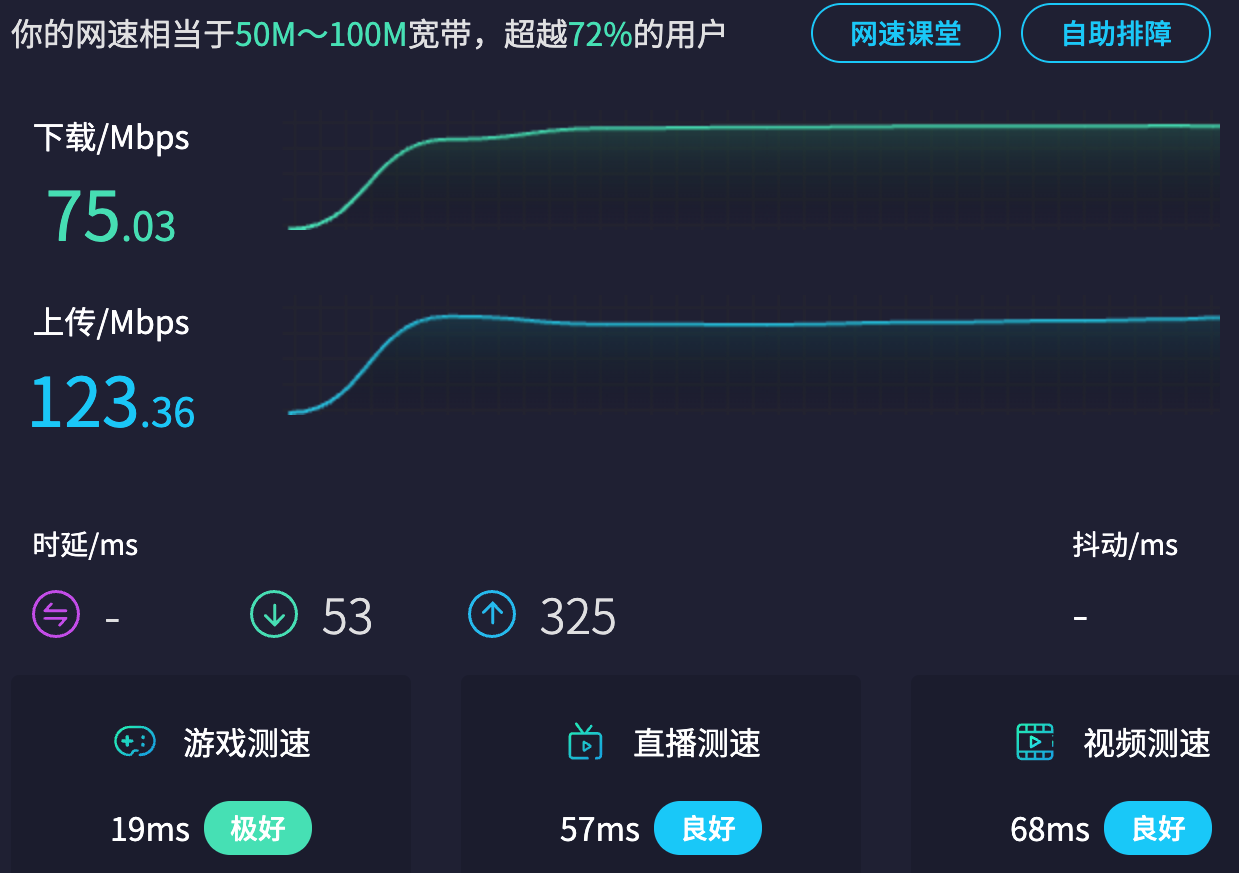 你的网速相当于50M～100M宽带，超越72%的用户 网速课堂 自助排障
下载/Mbps
75.03
上传/Mbps
123.36
时延/ms 抖动/ms
- 53 325 -
游戏测速 直播测速 视频测速
19ms 极好 57ms 良好 68ms 良好